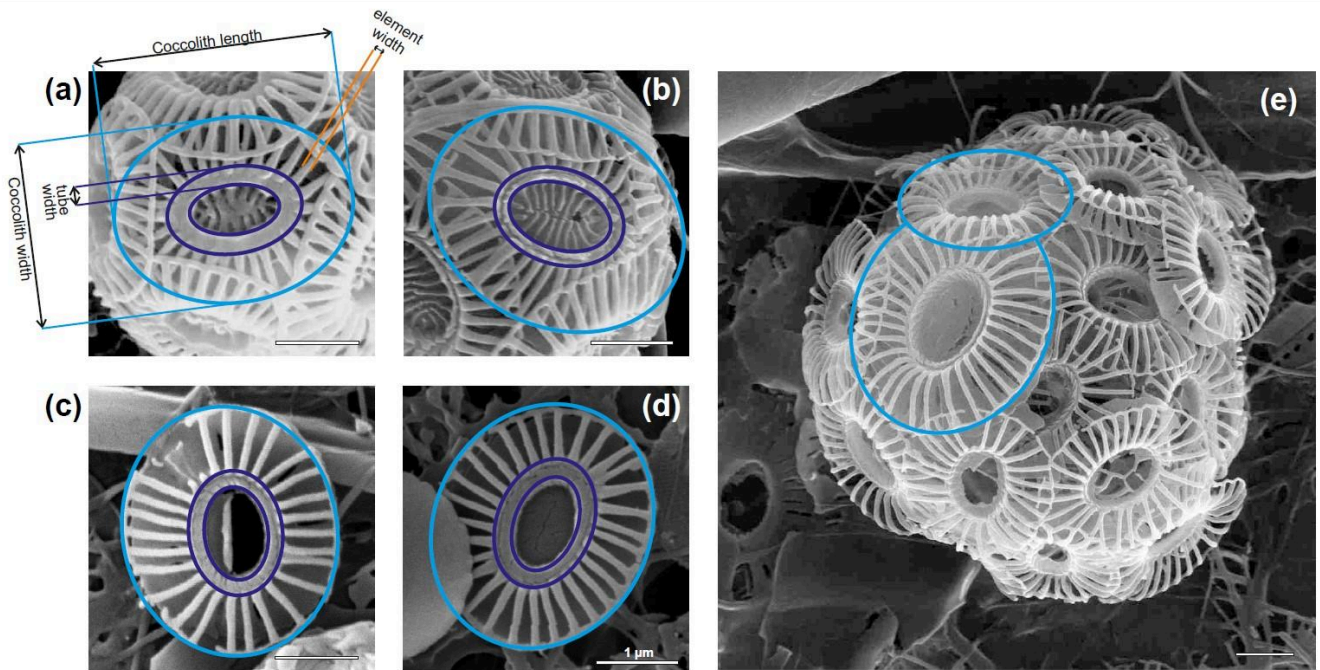 Coccolith length
element
width
(a)
(b)
(e)
Coccolith width
tube
width
(c)
(d)
1 µm